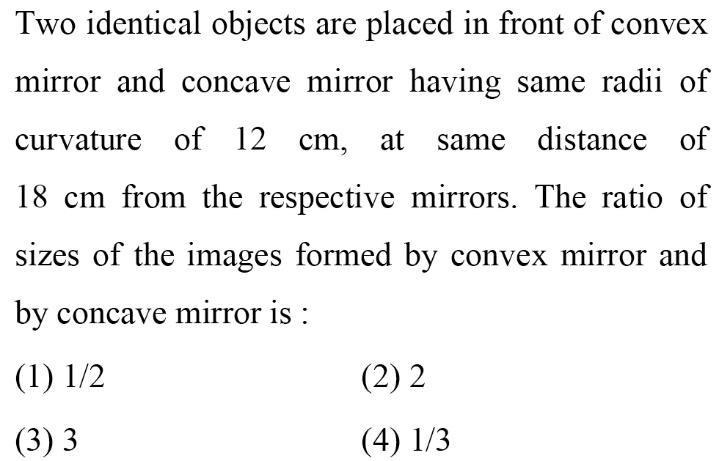 Two identical objects are placed in front of convex
mirror and concave mirror having same radii of
curvature of 12 cm, at same distance of
18 cm from the respective mirrors. The ratio of
sizes of the images formed by convex mirror and
by concave mirror is :
(1) 1/2 (2) 2
(3) 3 (4) 1/3